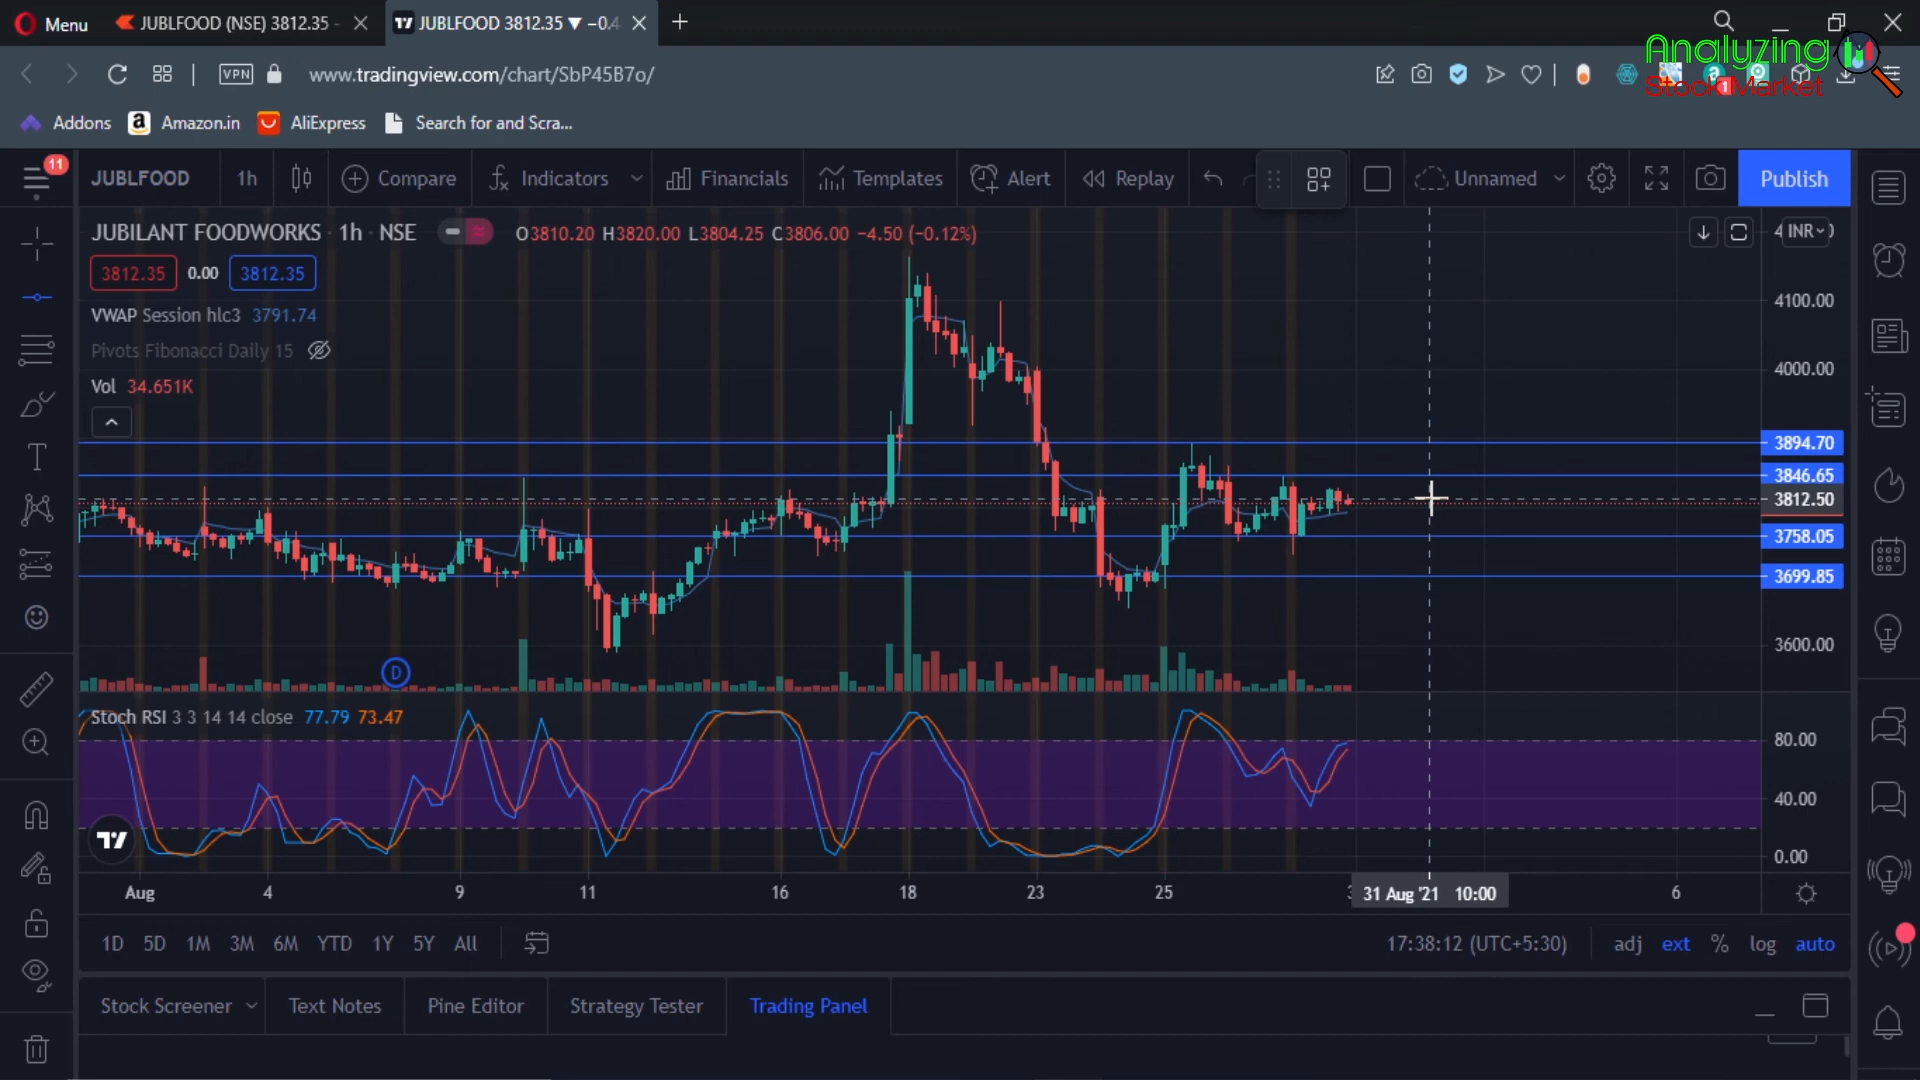 Menu
JUBLFOOD (NSE) 3812.35 -
JUBLFOOD 3812.35 ▼ −0.4
VPN
www.tradingview.com/chart/SbP45B7o/
Analyzing
Stock Market
1
Addons
Amazon.in
AliExpress
Search for and Scra...
11
JUBLFOOD
1h
Compare
Indicators
Financials
Templates
Alert
Replay
Unnamed
Publish
JUBILANT FOODWORKS · 1h · NSE
O3810.20 H3820.00 L3804.25 C3806.00 −4.50 (−0.12%)
INR
3812.35
0.00
3812.35
VWAP Session hlc3 3791.74
Pivots Fibonacci Daily 15
Vol 34.651K
4100.00
4000.00
3894.70
3846.65
3812.50
3758.05
3699.85
3600.00
D
Stoch RSI 3 3 14 14 close 77.79 73.47
80.00
40.00
0.00
Aug
4
9
11
16
18
23
25
31 Aug '21 10:00
6
1D
5D
1M
3M
6M
YTD
1Y
5Y
All
17:38:12 (UTC+5:30)
adj
ext
%
log
auto
Stock Screener
Text Notes
Pine Editor
Strategy Tester
Trading Panel